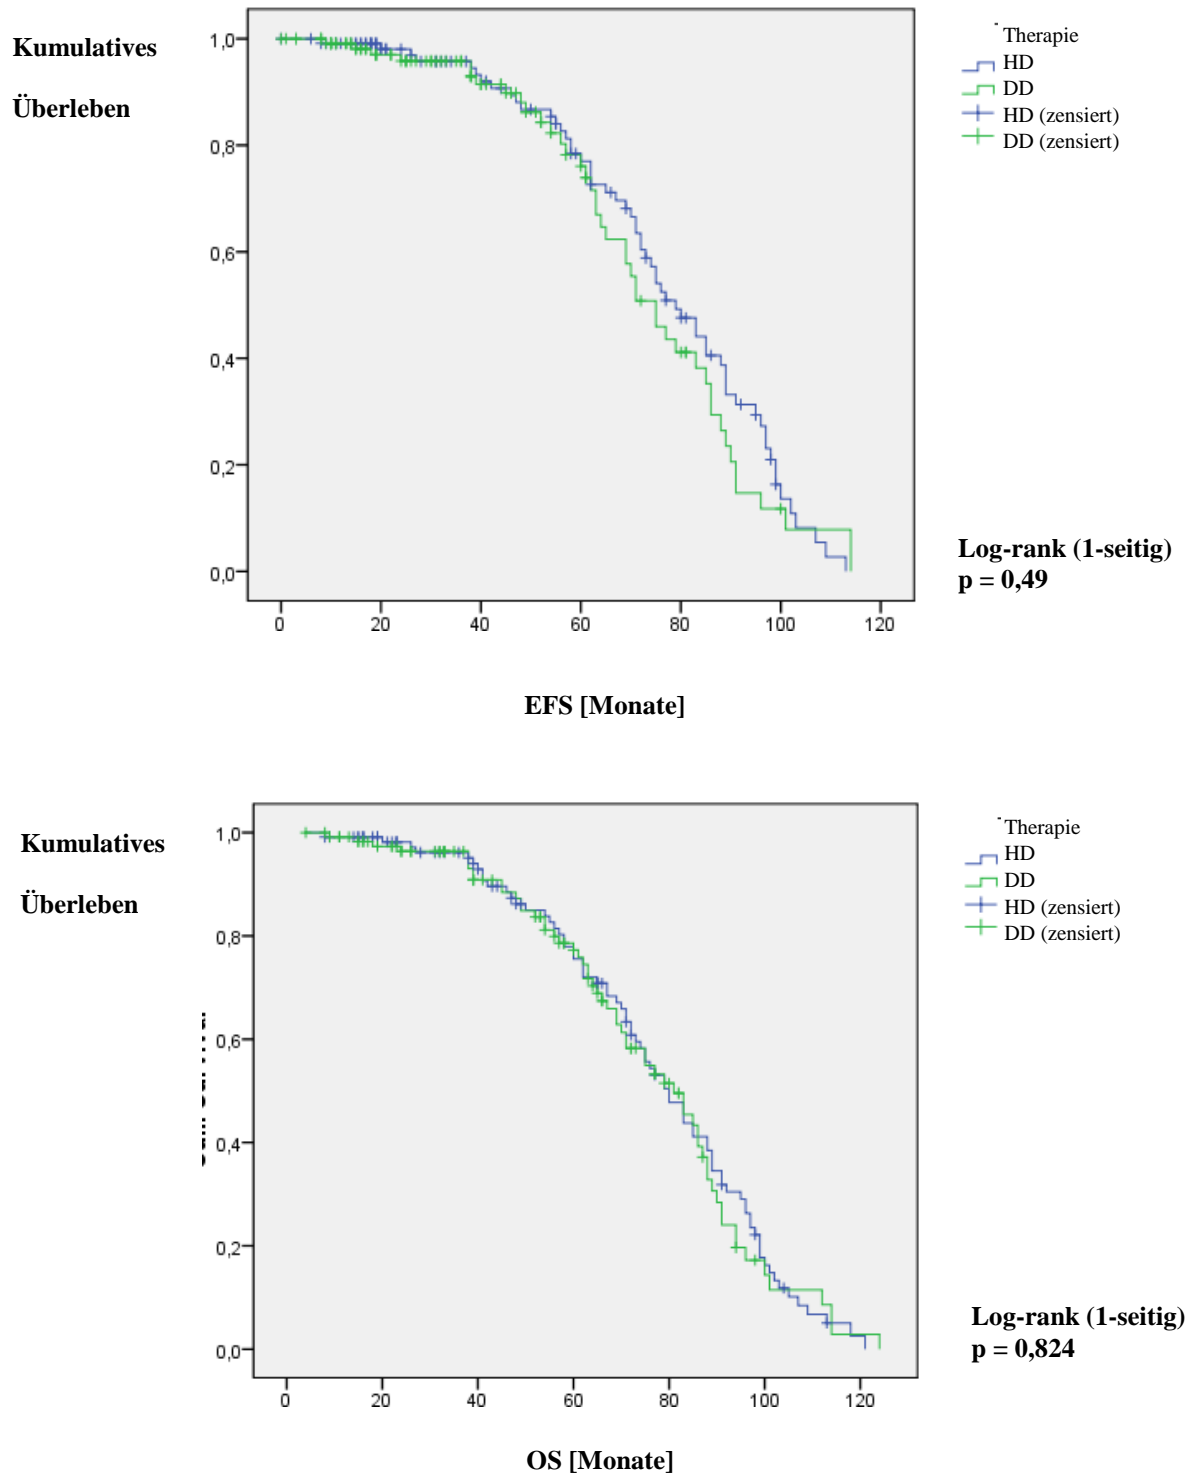 Kumulatives
Überleben
1,0
0,8
0,6
0,4
0,2
0,0
0 20 40 60 80 100 120
EFS [Monate]
Therapie
HD
DD
HD (zensiert)
DD (zensiert)
Log-rank (1-seitig)
p = 0,49
Kumulatives
Überleben
1,0
0,8
0,6
0,4
0,2
0,0
0 20 40 60 80 100 120
OS [Monate]
Therapie
HD
DD
HD (zensiert)
DD (zensiert)
Log-rank (1-seitig)
p = 0,824